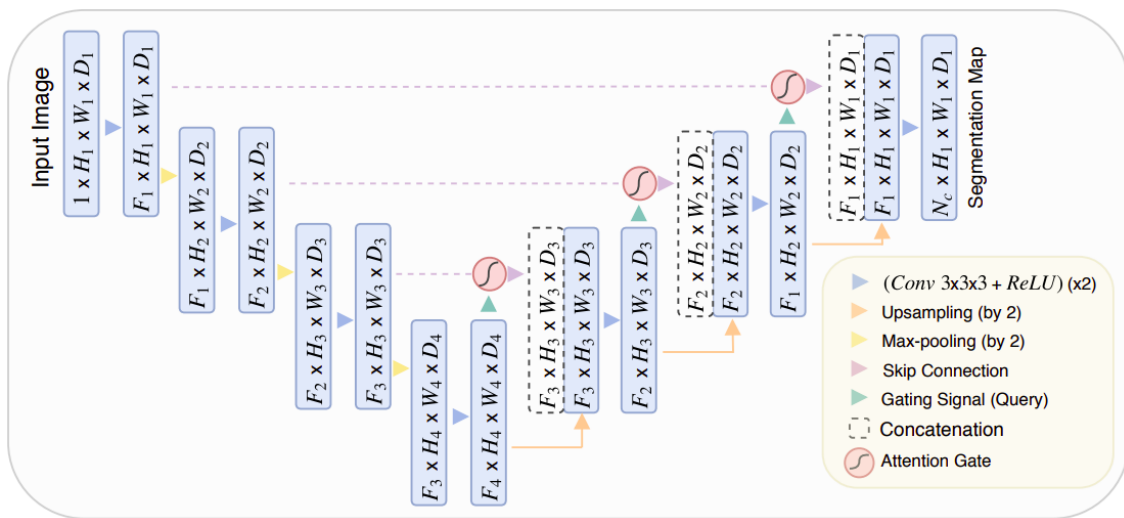 Input Image
1 x H₁ x W₁ x D₁
F₁ x H₁ x W₁ x D₁
F₁ x H₂ x W₂ x D₂
F₂ x H₂ x W₂ x D₂
F₂ x H₃ x W₃ x D₃
F₃ x H₃ x W₃ x D₃
F₃ x H₄ x W₄ x D₄
F₄ x H₄ x W₄ x D₄
F₃ x H₃ x W₃ x D₃
F₃ x H₃ x W₃ x D₃
F₂ x H₃ x W₃ x D₃
F₂ x H₂ x W₂ x D₂
F₂ x H₂ x W₂ x D₂
F₁ x H₂ x W₂ x D₂
F₁ x H₁ x W₁ x D₁
F₁ x H₁ x W₁ x D₁
N_c x H₁ x W₁ x D₁
Segmentation Map
(Conv 3x3x3 + ReLU) (x2)
Upsampling (by 2)
Max-pooling (by 2)
Skip Connection
Gating Signal (Query)
Concatenation
Attention Gate